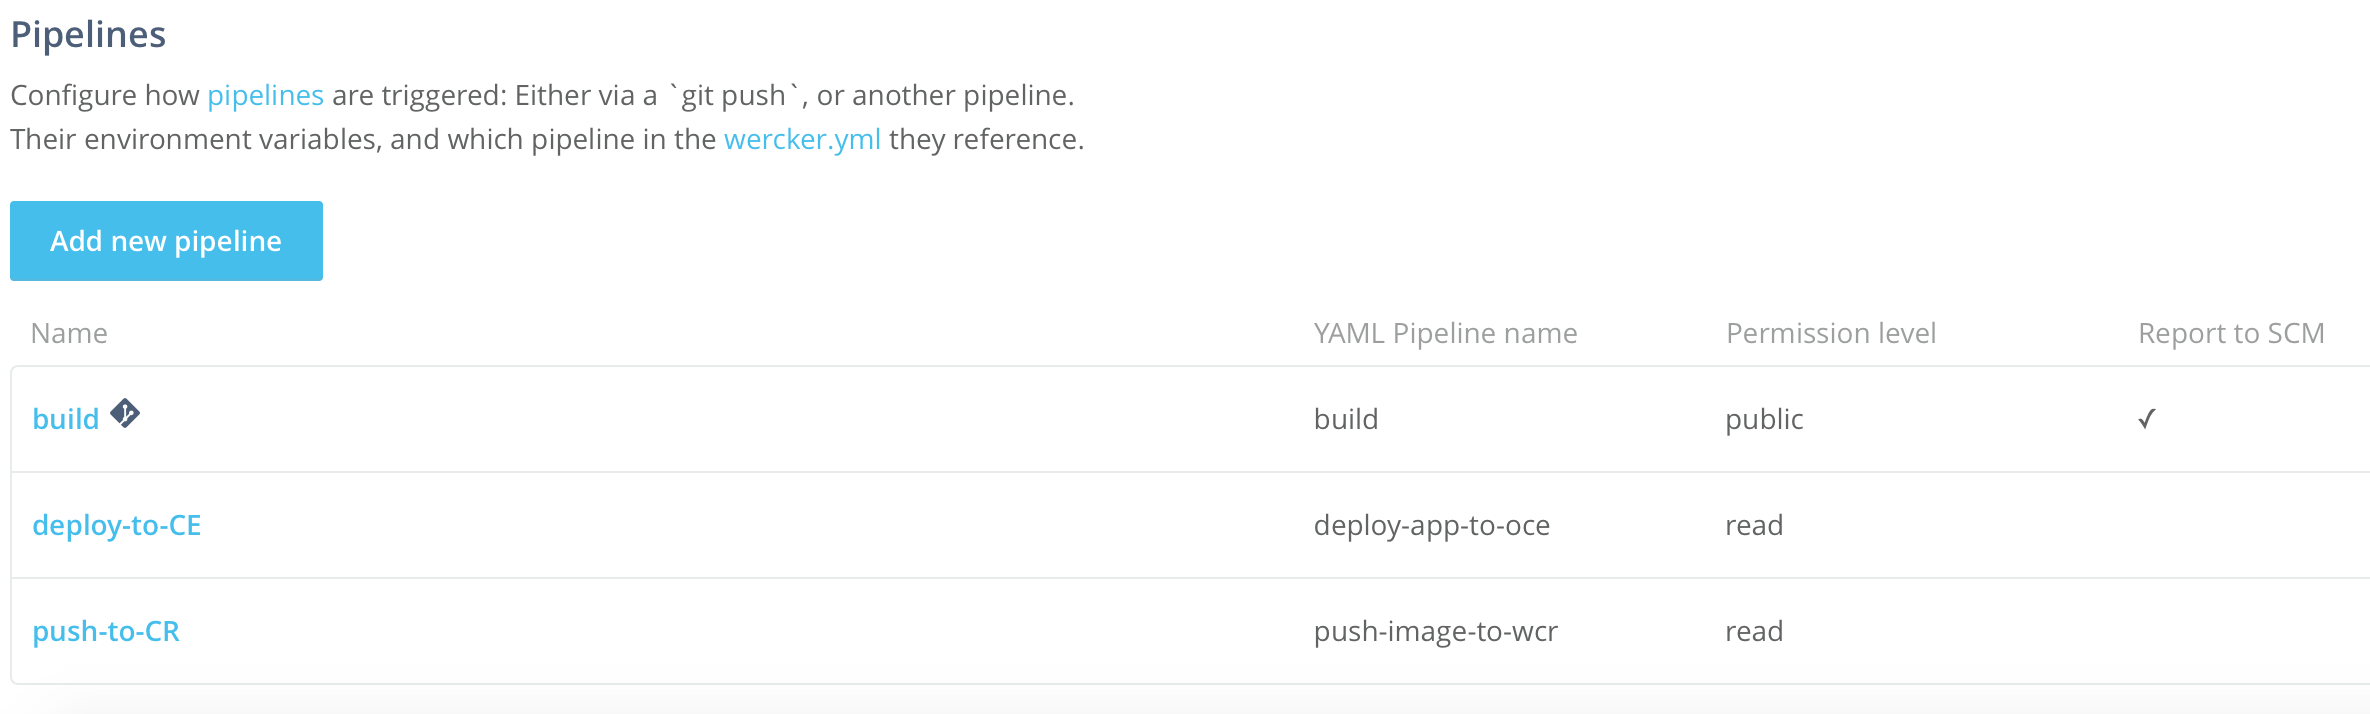 Pipelines
Configure how pipelines are triggered: Either via a `git push`, or another pipeline.
Their environment variables, and which pipeline in the wercker.yml they reference.
Add new pipeline
Name YAML Pipeline name Permission level Report to SCM
build build public ✓
deploy-to-CE deploy-app-to-oce read
push-to-CR push-image-to-wcr read